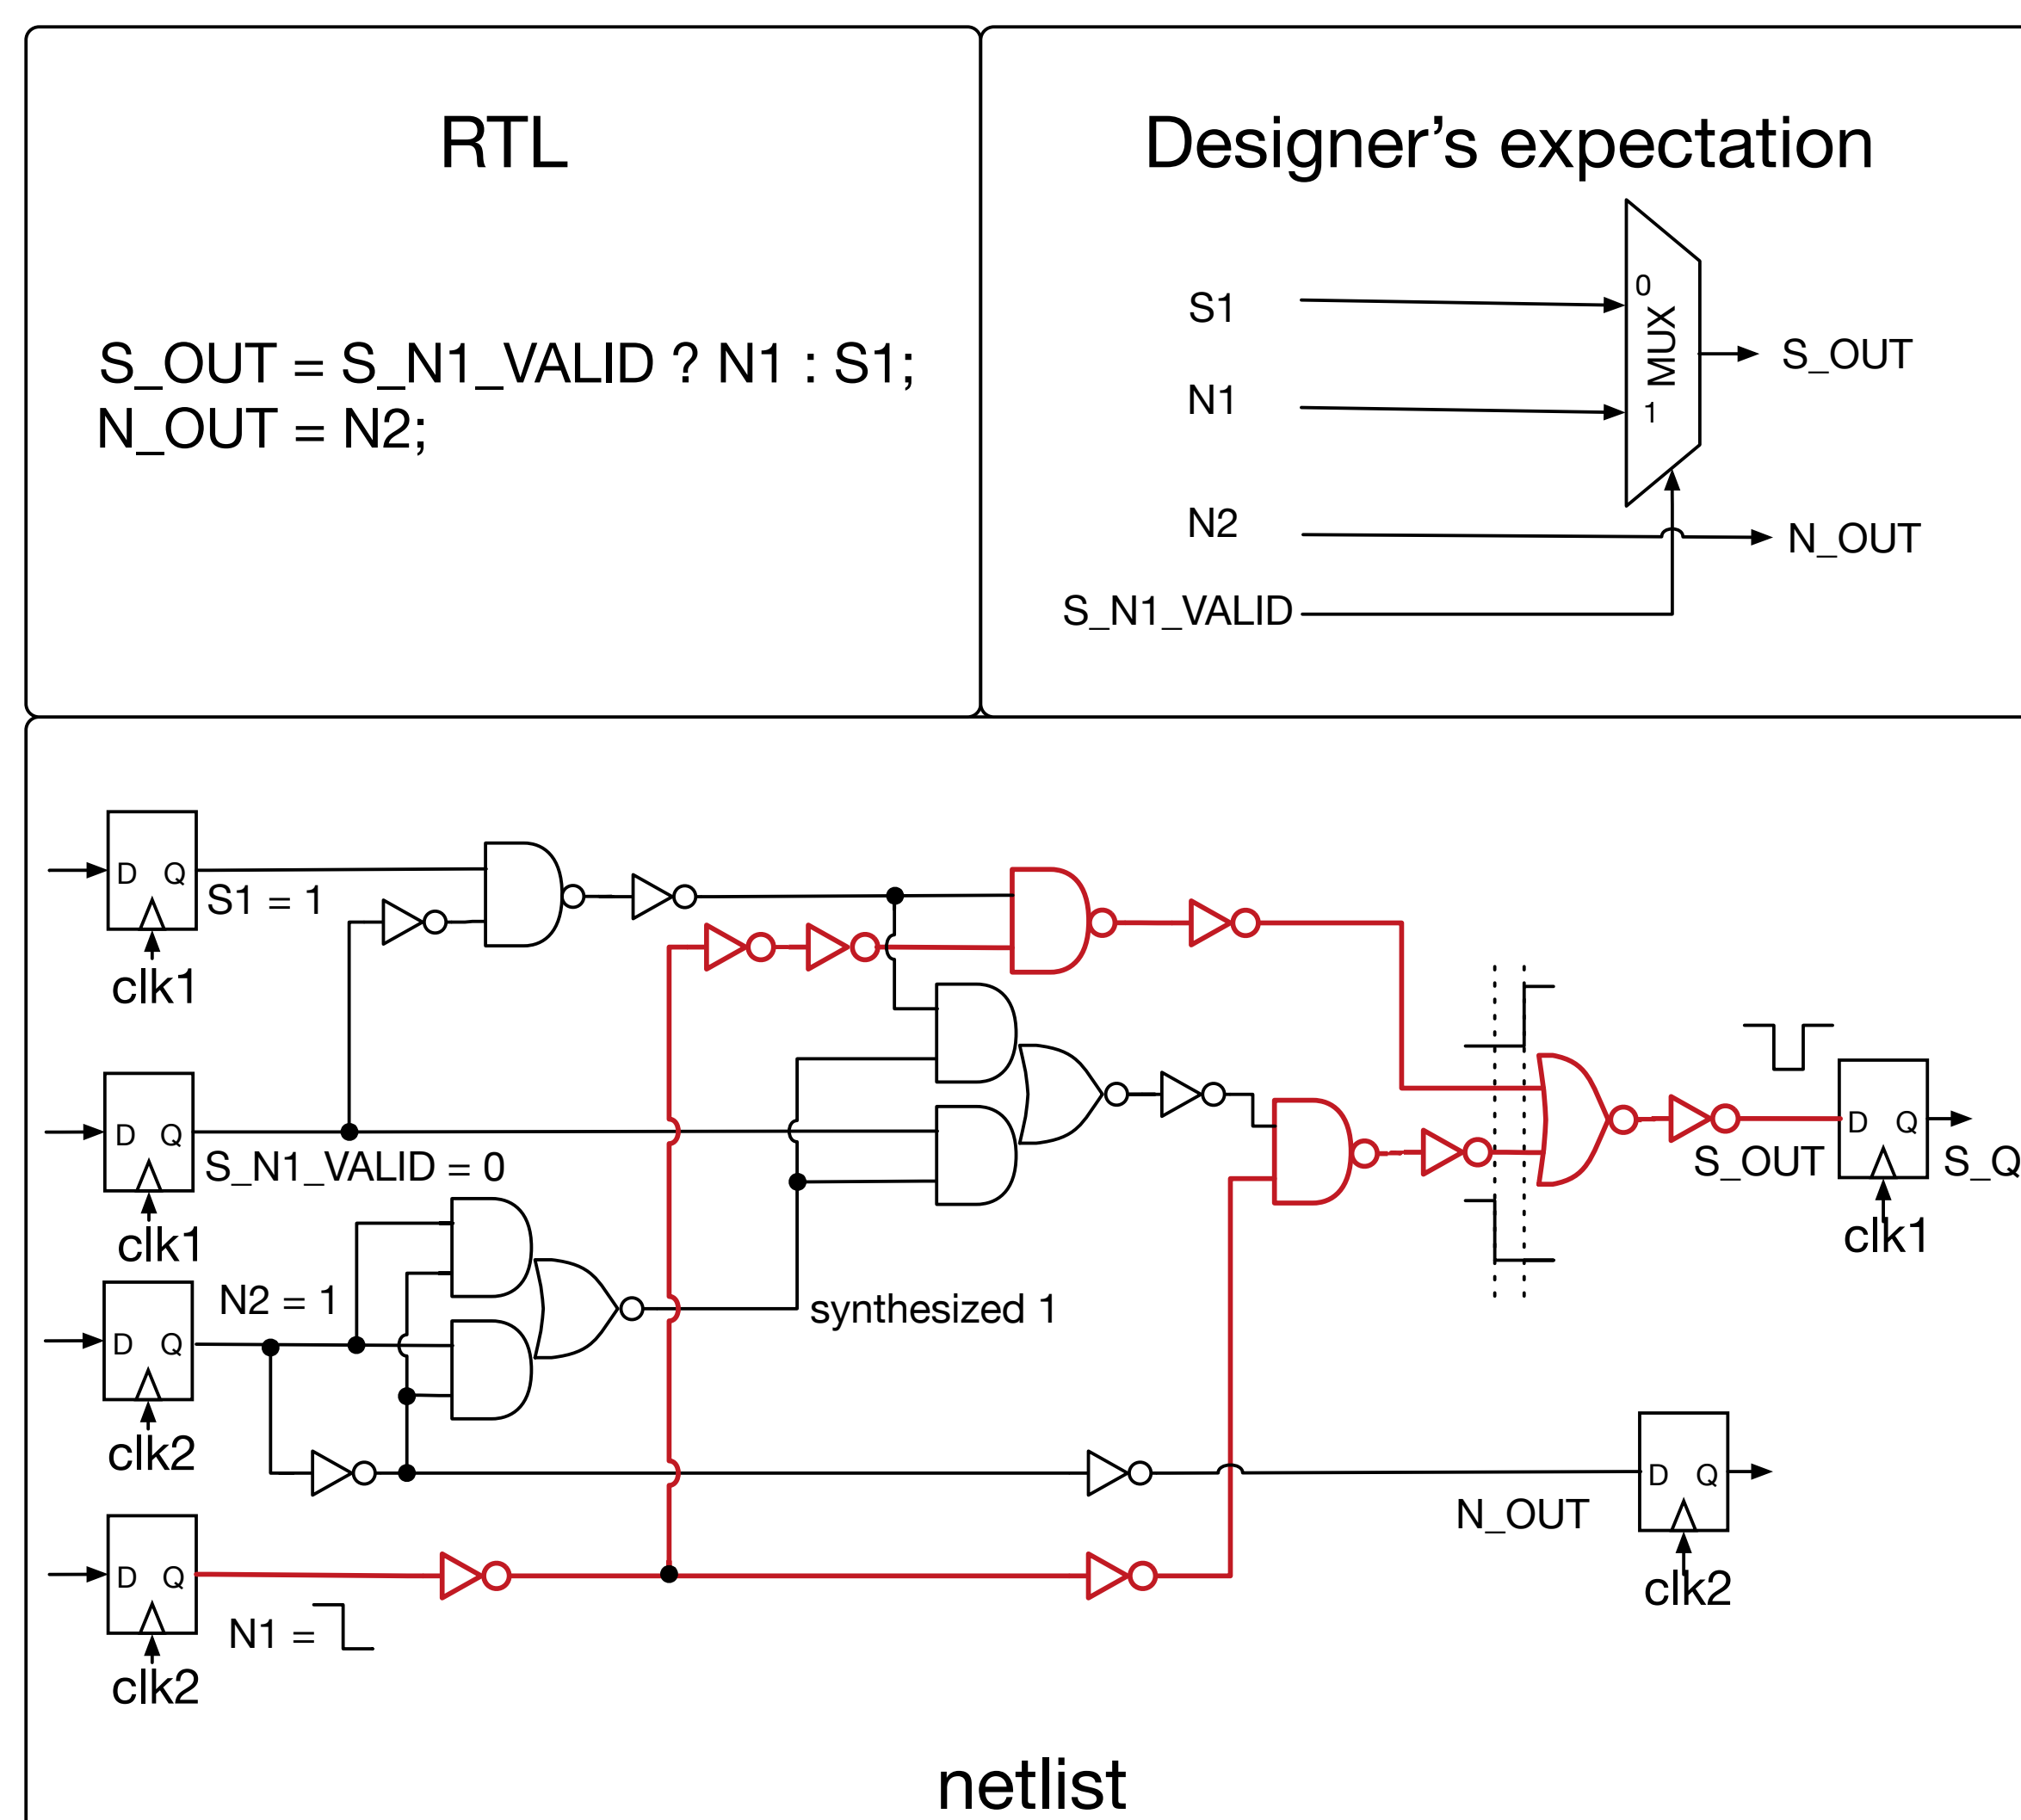 RTL
S_OUT = S_N1_VALID ? N1 : S1;
N_OUT = N2;
Designer's expectation
S1
N1
N2
S_N1_VALID
0
MUX
1
S_OUT
N_OUT
D Q
S1 = 1
clk1
D Q
S_N1_VALID = 0
clk1
N2 = 1
D Q
clk2
synthesized 1
D Q
N1 =
clk2
D Q
S_OUT
S_Q
clk1
D Q
N_OUT
clk2
netlist